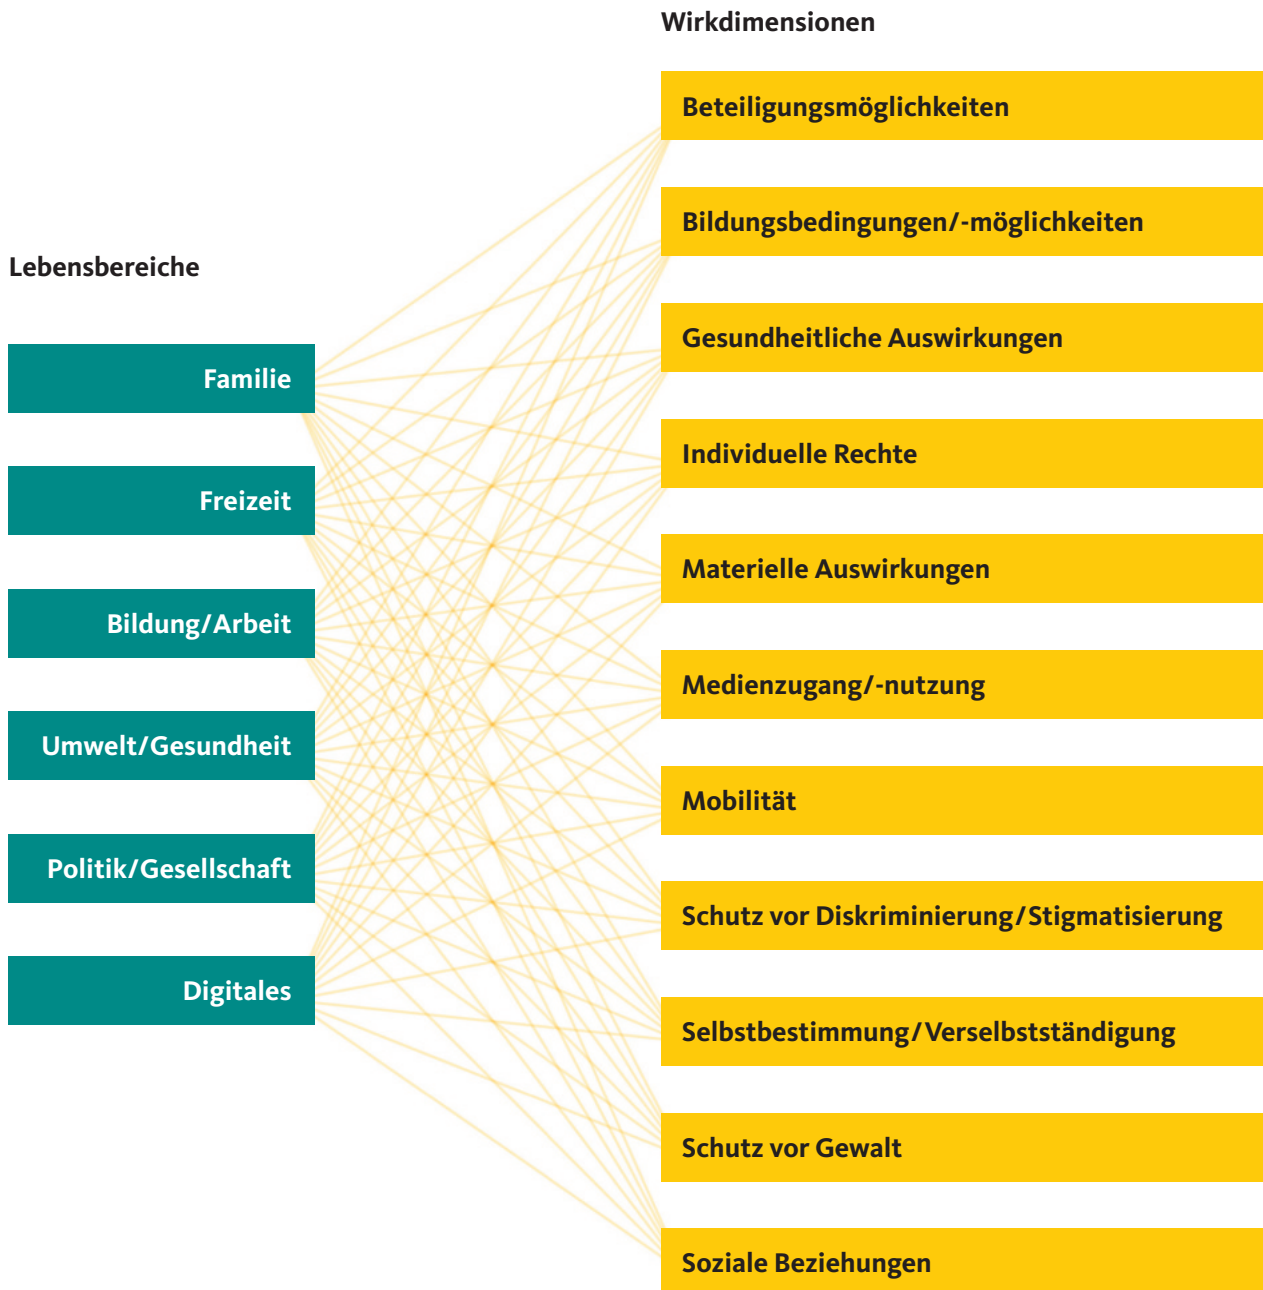 Wirkdimensionen
Beteiligungsmöglichkeiten
Bildungsbedingungen/-möglichkeiten
Gesundheitliche Auswirkungen
Individuelle Rechte
Materielle Auswirkungen
Medienzugang/-nutzung
Mobilität
Schutz vor Diskriminierung/Stigmatisierung
Selbstbestimmung/Verselbstständigung
Schutz vor Gewalt
Soziale Beziehungen
Lebensbereiche
Familie
Freizeit
Bildung/Arbeit
Umwelt/Gesundheit
Politik/Gesellschaft
Digitales